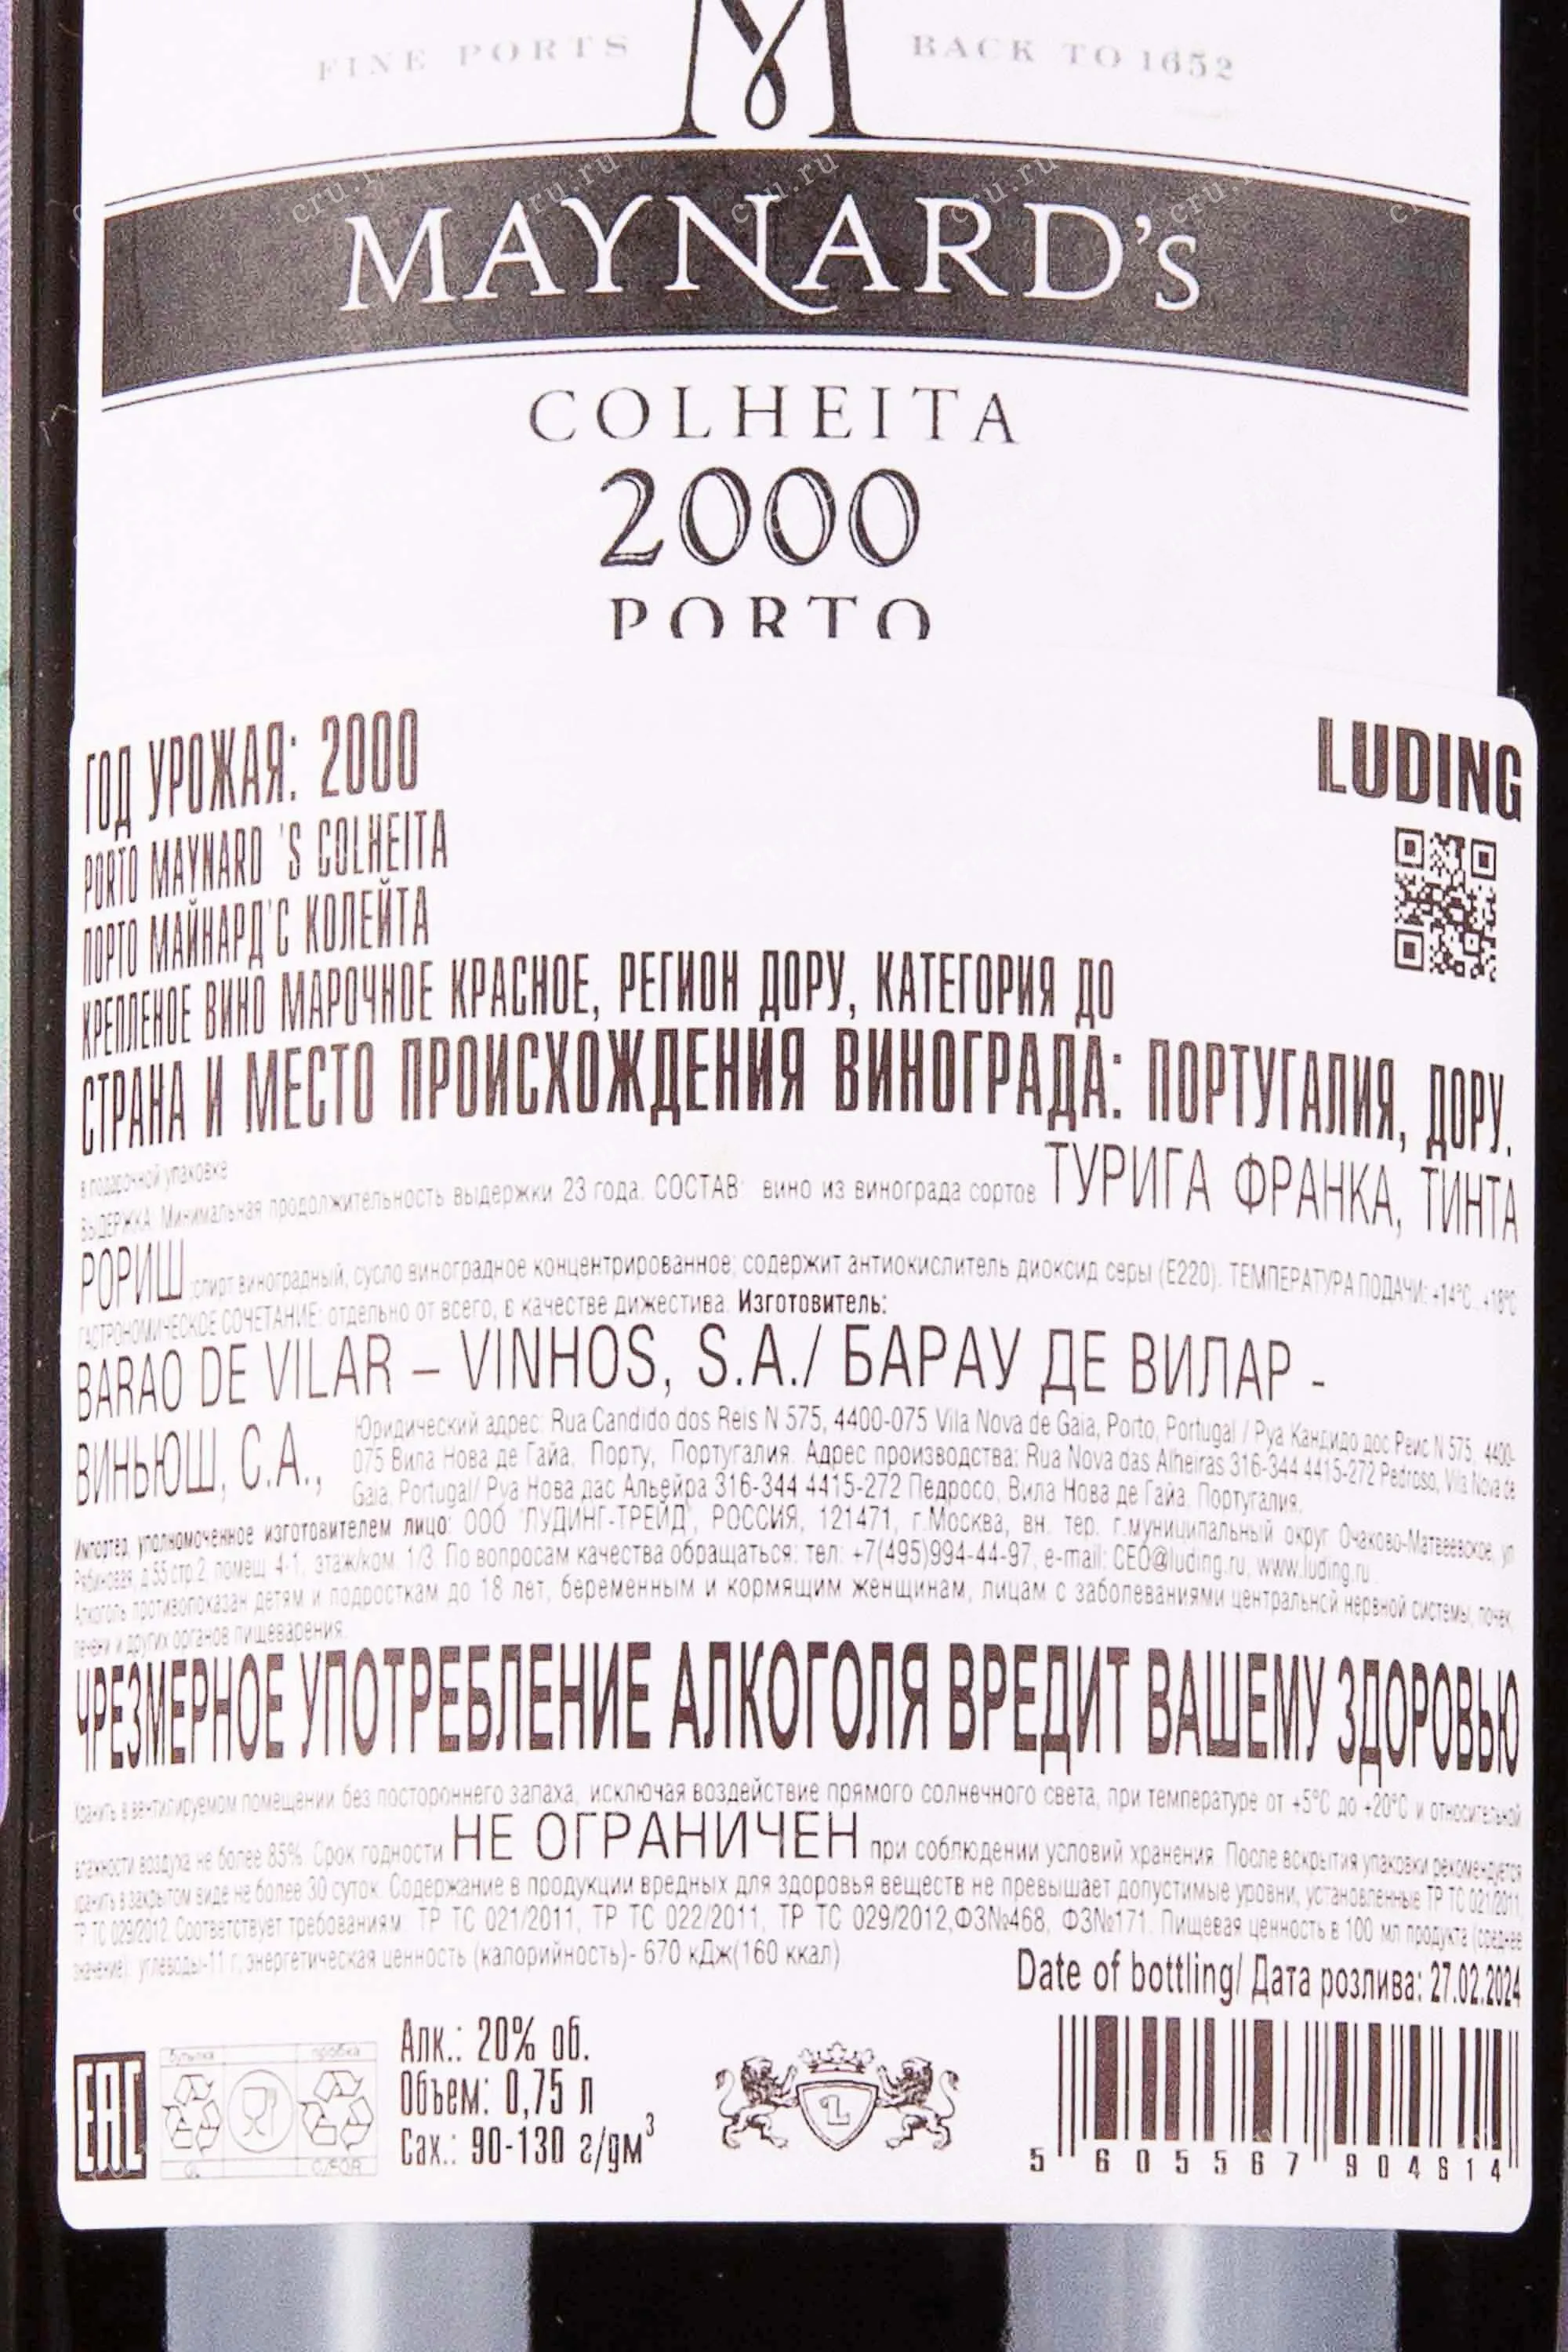 FINE PORTS M BACK TO 1652
MAYNARD'S
COLHEITA
2000
PORTO
LUDING
ГОД УРОЖАЯ: 2000
PORTO MAYNARD 'S COLHEITA
ПОРТО МАЙНАРД'С КОЛЕЙТА
КРЕПЛЕНОЕ ВИНО МАРОЧНОЕ КРАСНОЕ, РЕГИОН ДОРУ, КАТЕГОРИЯ ДО
СТРАНА И МЕСТО ПРОИСХОЖДЕНИЯ ВИНОГРАДА: ПОРТУГАЛИЯ, ДОРУ.
в подарочной упаковке
ВЫДЕРЖКА: Минимальная продолжительность выдержки 23 года. СОСТАВ: вино из винограда сортов ТУРИГА ФРАНКА, ТИНТА
РОРИШ; спирт виноградный, сусло виноградное концентрированное; содержит антиокислитель диоксид серы (Е220). ТЕМПЕРАТУРА ПОДАЧИ: +14°С..+18°С
ГАСТРОНОМИЧЕСКОЕ СОЧЕТАНИЕ: отдельно от всего, в качестве дижестива. Изготовитель:
BARAO DE VILAR – VINHOS, S.A./ БАРАУ ДЕ ВИЛАР -
ВИНЬЮШ, С.А., Юридический адрес: Rua Candido dos Reis N 575, 4400-075 Vila Nova de Gaia, Porto, Portugal / Руа Кандидо дос Реис N 575, 4400-
075 Вила Нова де Гайа, Порту, Португалия. Адрес производства: Rua Nova das Alheiras 316-344 4415-272 Pedroso, Vila Nova de
Gaia, Portugal/ Руа Нова дас Альейра 316-344 4415-272 Педросо, Вила Нова де Гайа, Португалия.
Импортер, уполномоченное изготовителем лицо: ООО "ЛУДИНГ-ТРЕЙД", РОССИЯ, 121471, г.Москва, вн. тер. г.муниципальный округ Очаково-Матвеевское, ул
Рябиновая, д.55 стр.2, помещ. 4-1, этаж/ком. 1/3. По вопросам качества обращаться: тел: +7(495)994-44-97, e-mail: CEO@luding.ru, www.luding.ru
Алкоголь противопоказан детям и подросткам до 18 лет, беременным и кормящим женщинам, лицам с заболеваниями центральной нервной системы, почек,
печени и других органов пищеварения.
ЧРЕЗМЕРНОЕ УПОТРЕБЛЕНИЕ АЛКОГОЛЯ ВРЕДИТ ВАШЕМУ ЗДОРОВЬЮ
Хранить в вентилируемом помещении без постороннего запаха, исключая воздействие прямого солнечного света, при температуре от +5°С до +20°С и относительной
влажности воздуха не более 85%. Срок годности НЕ ОГРАНИЧЕН при соблюдении условий хранения. После вскрытия упаковки рекомендуется
хранить в закрытом виде не более 30 суток. Содержание в продукции вредных для здоровья веществ не превышает допустимые уровни, установленные ТР ТС 021/2011,
ТР ТС 029/2012. Соответствует требованиям: ТР ТС 021/2011, ТР ТС 022/2011, ТР ТС 029/2012,ФЗ№468, ФЗ№171. Пищевая ценность в 100 мл продукта (среднее
значение): углеводы-11 г; энергетическая ценность (калорийность)- 670 кДж(160 ккал)
Date of bottling/ Дата розлива: 27.02.2024
EAC
бутылка пробка
GL C/FOR
Алк.: 20% об.
Объем: 0,75 л
Сах.: 90-130 г/дм³
L
5 605567 904614